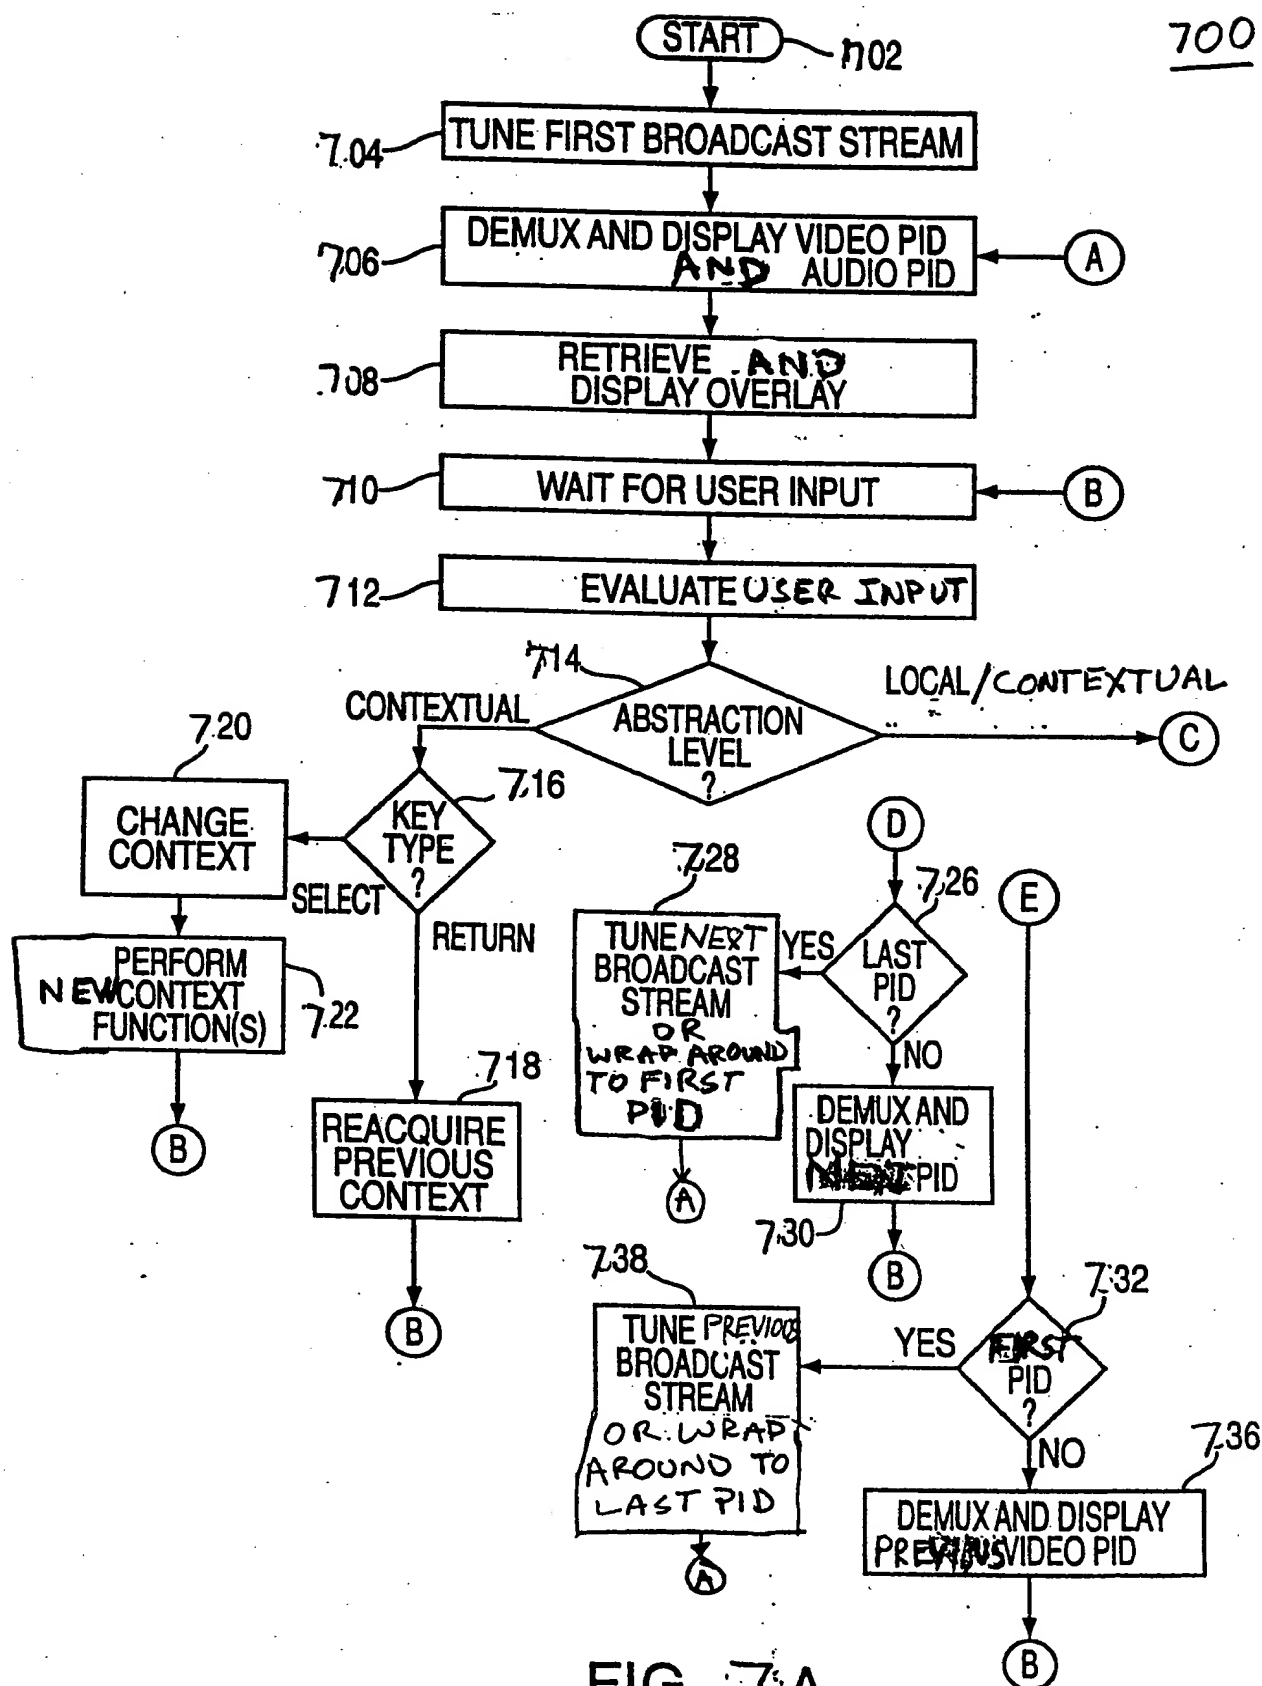 700
START
702
704
TUNE FIRST BROADCAST STREAM
706
DEMUX AND DISPLAY VIDEO PID
AND AUDIO PID
A
708
RETRIEVE AND
DISPLAY OVERLAY
710
WAIT FOR USER INPUT
B
712
EVALUATE USER INPUT
714
ABSTRACTION
LEVEL
?
CONTEXTUAL
LOCAL/CONTEXTUAL
C
720
CHANGE
CONTEXT
716
KEY
TYPE
?
SELECT
RETURN
PERFORM
NEW CONTEXT
FUNCTION(S)
722
B
718
REACQUIRE
PREVIOUS
CONTEXT
B
D
726
LAST
PID
?
YES
NO
728
TUNE NEXT
BROADCAST
STREAM
OR
WRAP AROUND
TO FIRST
PID
A
DEMUX AND
DISPLAY
PID
730
B
E
732
FIRST
PID
?
YES
NO
738
TUNE PREVIOUS
BROADCAST
STREAM
OR WRAP
AROUND TO
LAST PID
A
736
DEMUX AND DISPLAY
PREVIOUS VIDEO PID
B
FIG. 7A